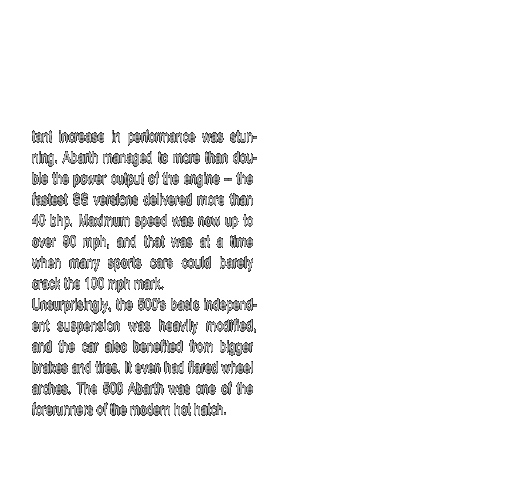 tant increase in performance was stun-
ning. Abarth managed to more than dou-
ble the power output of the engine – the
fastest SS versions delivered more than
40 bhp. Maximum speed was now up to
over 90 mph, and that was at a time
when many sports cars could barely
crack the 100 mph mark.
Unsurprisingly, the 500's basic independ-
ent suspension was heavily modified,
and the car also benefited from bigger
brakes and tires. It even had flared wheel
arches. The 500 Abarth was one of the
forerunners of the modern hot hatch.